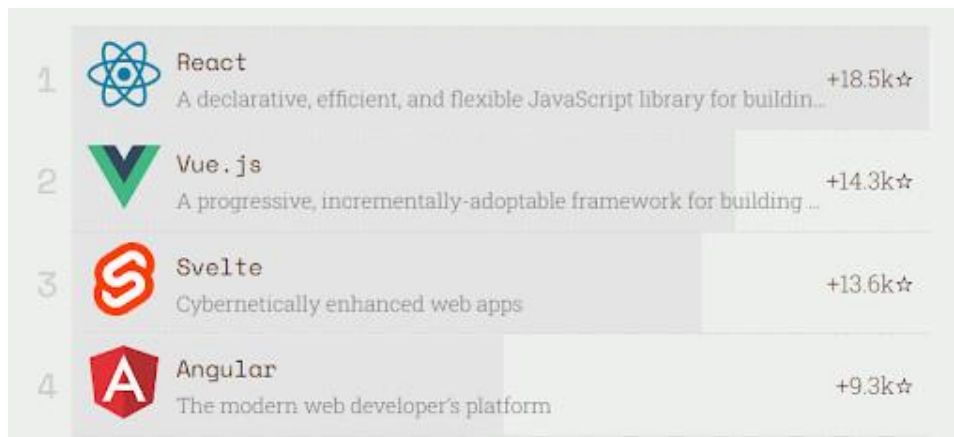 1
React
A declarative, efficient, and flexible JavaScript library for buildin...
+18.5k☆
2
Vue.js
A progressive, incrementally-adoptable framework for building ...
+14.3k☆
3
Svelte
Cybernetically enhanced web apps
+13.6k☆
4
Angular
The modern web developer's platform
+9.3k☆